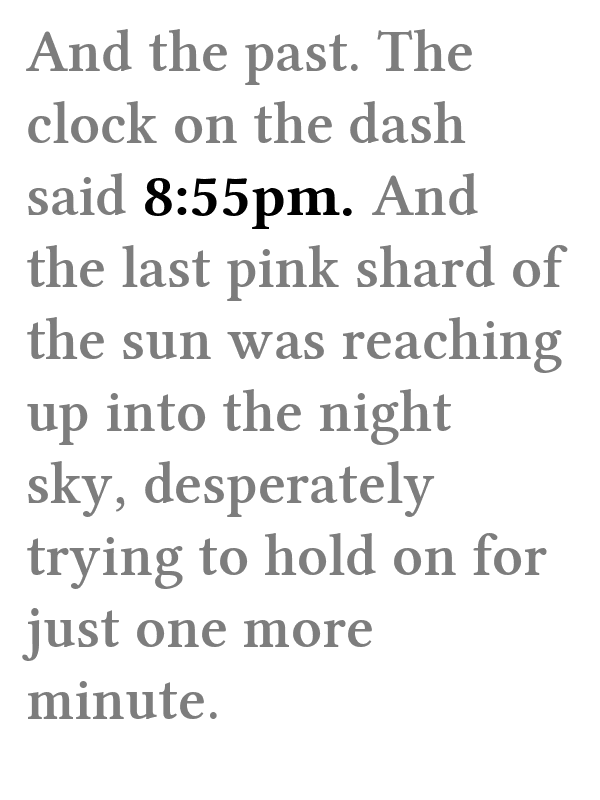 And the past. The
clock on the dash
said 8:55pm. And
the last pink shard of
the sun was reaching
up into the night
sky, desperately
trying to hold on for
just one more
minute.